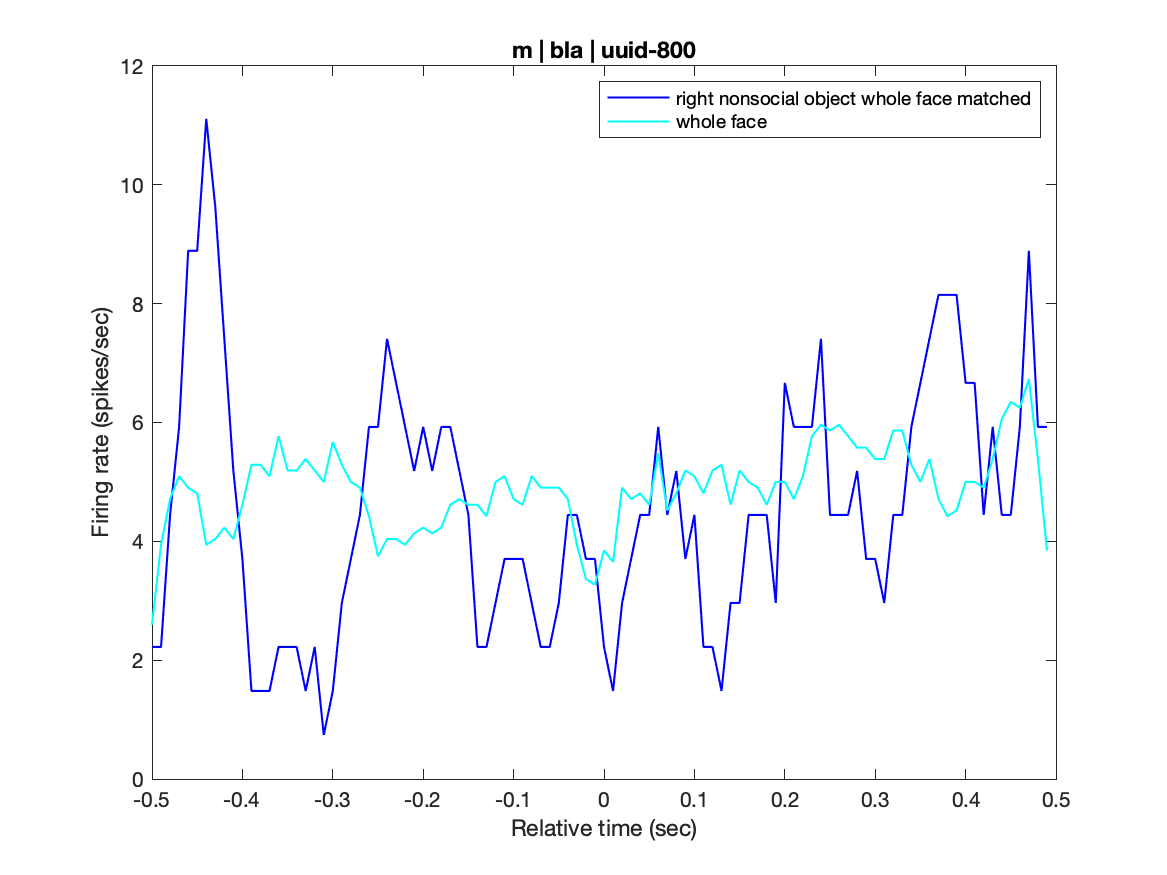 m | bla | uuid-800
right nonsocial object whole face matched
whole face
Firing rate (spikes/sec)
12
10
8
6
4
2
0
-0.5 -0.4 -0.3 -0.2 -0.1 0 0.1 0.2 0.3 0.4 0.5
Relative time (sec)